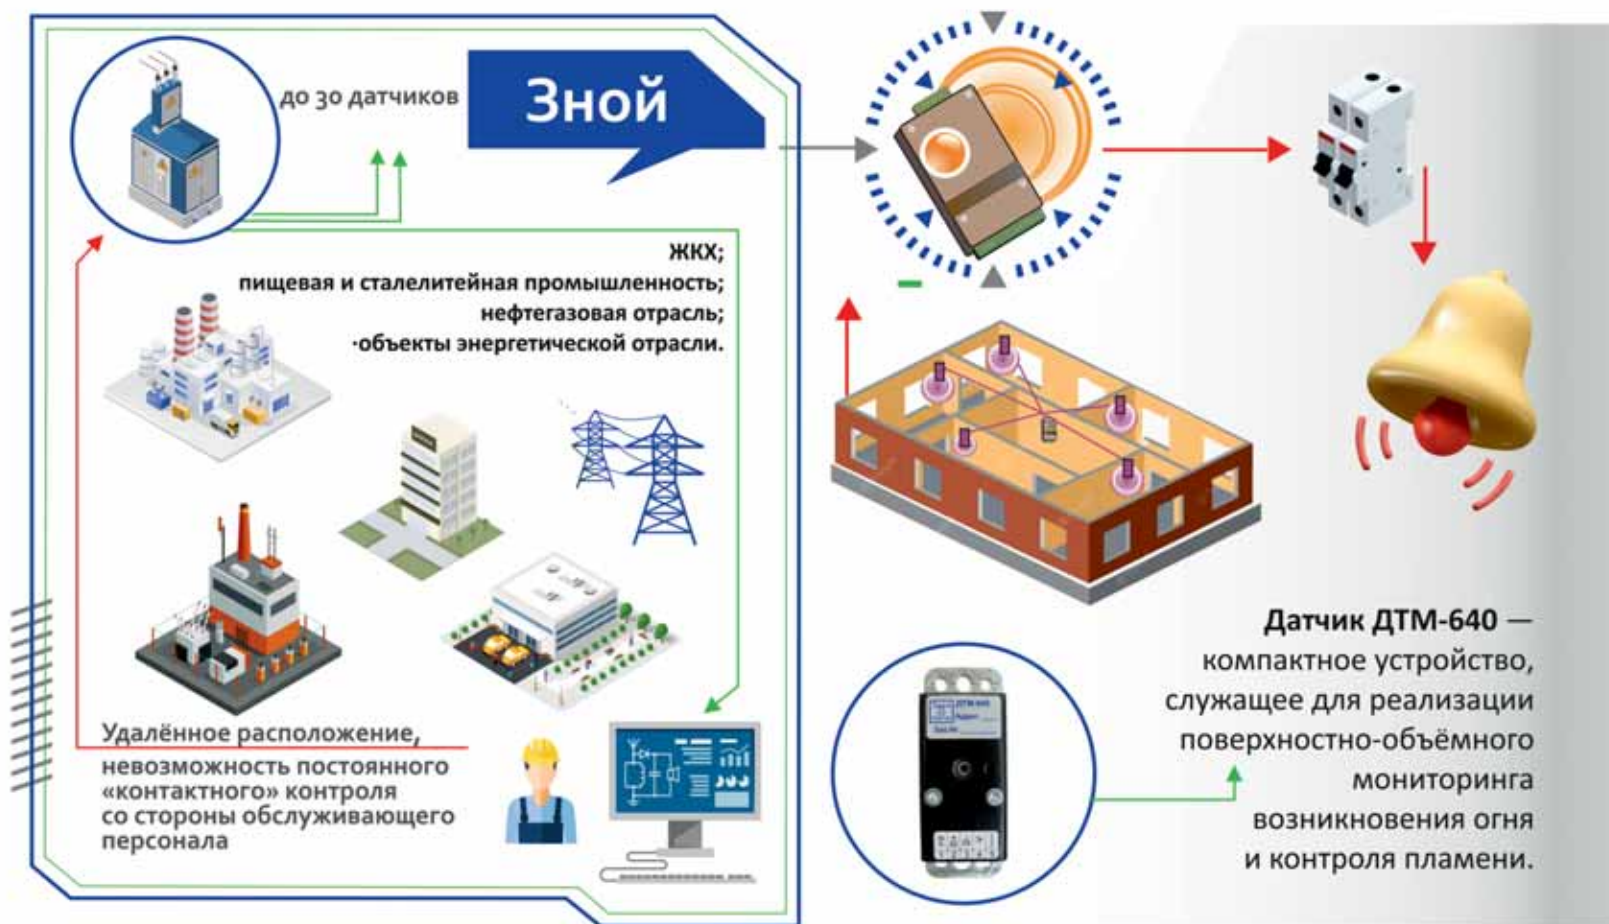 до 30 датчиков
Зной
ЖКХ;
пищевая и сталелитейная промышленность;
нефтегазовая отрасль;
·объекты энергетической отрасли.
Удалённое расположение,
невозможность постоянного
«контактного» контроля
со стороны обслуживающего
персонала
ДТМ-640
Датчик ДТМ-640 —
компактное устройство,
служащее для реализации
поверхностно-объёмного
мониторинга
возникновения огня
и контроля пламени.